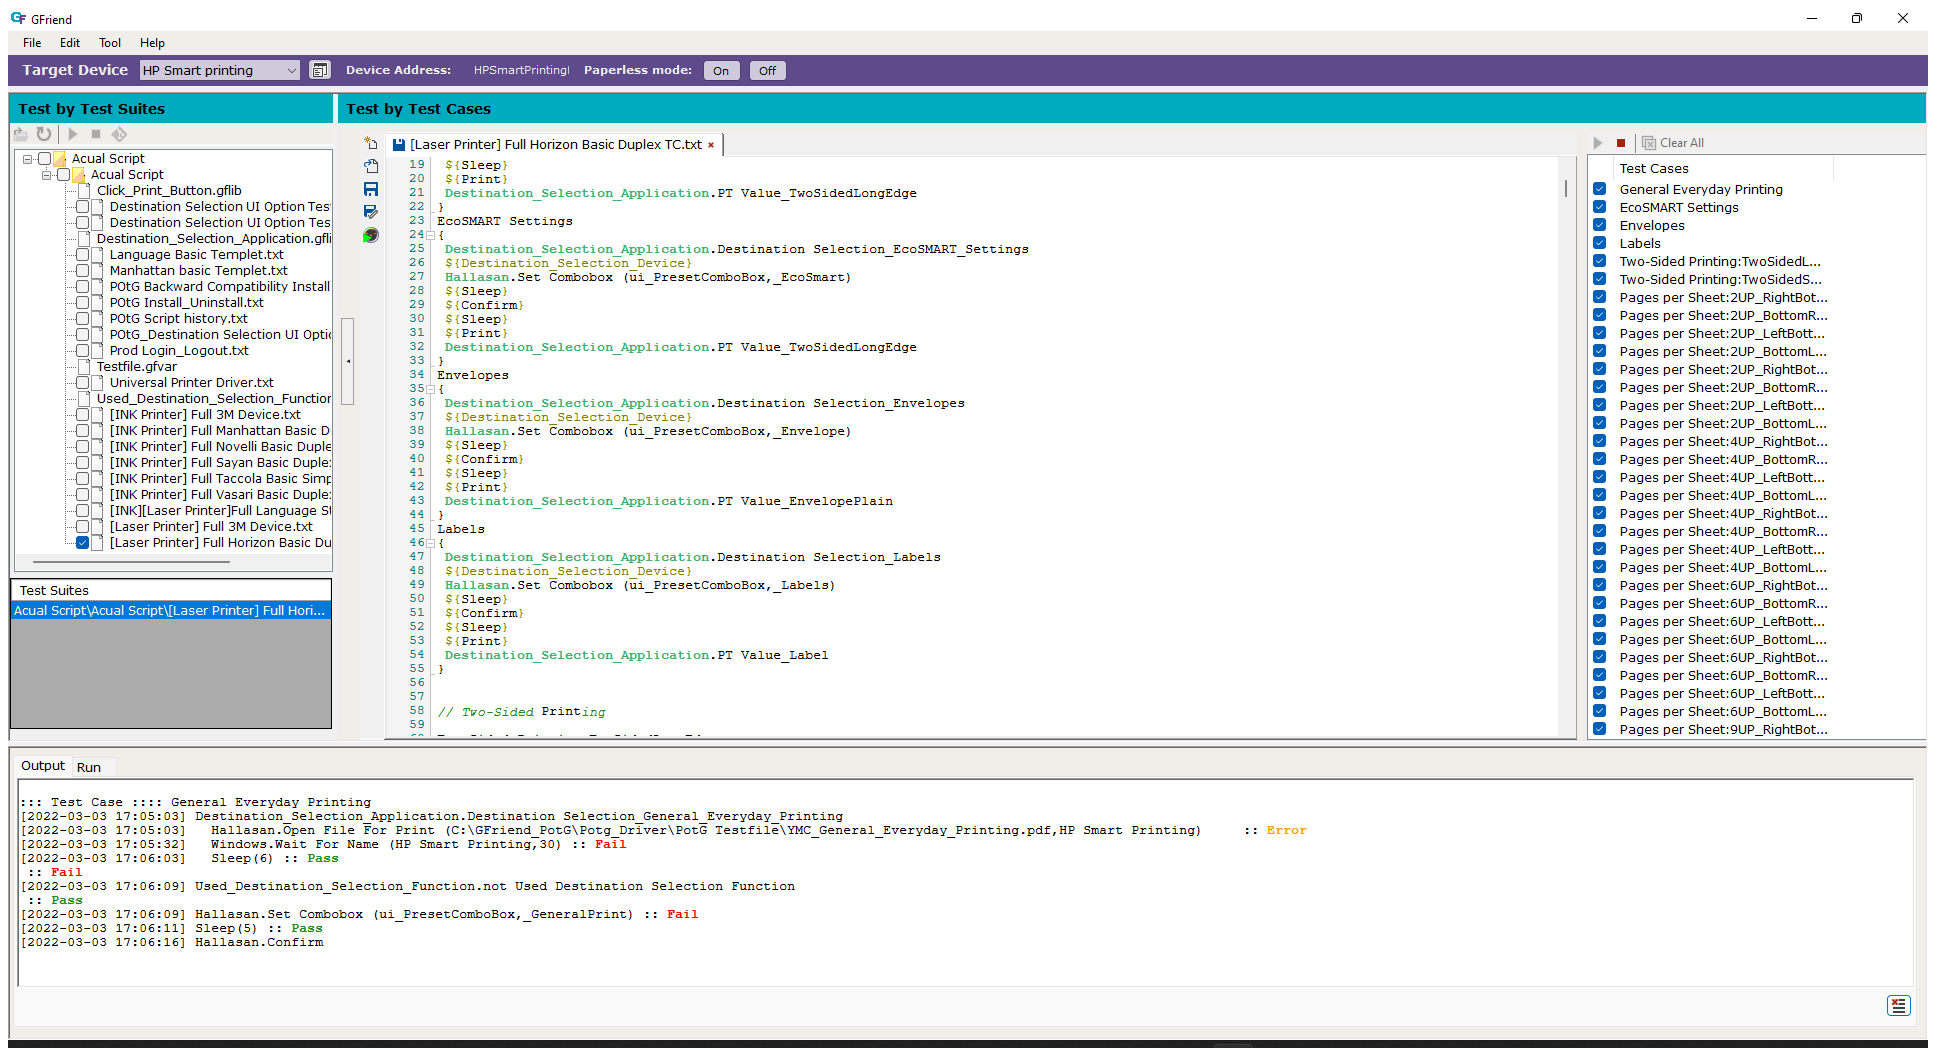 GFriend
File Edit Tool Help
Target Device HP Smart printing Device Address: HPSmartPrinting Paperless mode: On Off
Test by Test Suites
Acual Script
Acual Script
Click_Print_Button.gflib
Destination Selection UI Option Tes
Destination Selection UI Option Tes
Destination_Selection_Application.gfli
Language Basic Templet.txt
Manhattan basic Templet.txt
POtG Backward Compatibility Install
POtG Install_Uninstall.txt
POtG Script history.txt
POtG_Destination Selection UI Optio
Prod Login_Logout.txt
Testfile.gfvar
Universal Printer Driver.txt
Used_Destination_Selection_Function
[INK Printer] Full 3M Device.txt
[INK Printer] Full Manhattan Basic D
[INK Printer] Full Novelli Basic Duple
[INK Printer] Full Sayan Basic Duple
[INK Printer] Full Taccola Basic Simp
[INK Printer] Full Vasari Basic Duple
[INK][Laser Printer]Full Language St
[Laser Printer] Full 3M Device.txt
[Laser Printer] Full Horizon Basic Du
Test Suites
Acual Script\Acual Script\[Laser Printer] Full Hori...
Test by Test Cases
[Laser Printer] Full Horizon Basic Duplex TC.txt
19 ${Sleep}
20 ${Print}
21 Destination_Selection_Application.PT Value_TwoSidedLongEdge
22 }
23 EcoSMART Settings
24 {
25 Destination_Selection_Application.Destination Selection_EcoSMART_Settings
26 ${Destination_Selection_Device}
27 Hallasan.Set Combobox (ui_PresetComboBox,_EcoSmart)
28 ${Sleep}
29 ${Confirm}
30 ${Sleep}
31 ${Print}
32 Destination_Selection_Application.PT Value_TwoSidedLongEdge
33 }
34 Envelopes
35 {
36 Destination_Selection_Application.Destination Selection_Envelopes
37 ${Destination_Selection_Device}
38 Hallasan.Set Combobox (ui_PresetComboBox,_Envelope)
39 ${Sleep}
40 ${Confirm}
41 ${Sleep}
42 ${Print}
43 Destination_Selection_Application.PT Value_EnvelopePlain
44 }
45 Labels
46 {
47 Destination_Selection_Application.Destination Selection_Labels
48 ${Destination_Selection_Device}
49 Hallasan.Set Combobox (ui_PresetComboBox,_Labels)
50 ${Sleep}
51 ${Confirm}
52 ${Sleep}
53 ${Print}
54 Destination_Selection_Application.PT Value_Label
55 }
56
57
58 // Two-Sided Printing
59
Clear All
Test Cases
General Everyday Printing
EcoSMART Settings
Envelopes
Labels
Two-Sided Printing:TwoSidedL...
Two-Sided Printing:TwoSidedS...
Pages per Sheet:2UP_RightBot...
Pages per Sheet:2UP_BottomR...
Pages per Sheet:2UP_LeftBott...
Pages per Sheet:2UP_BottomL...
Pages per Sheet:2UP_RightBot...
Pages per Sheet:2UP_BottomR...
Pages per Sheet:2UP_LeftBott...
Pages per Sheet:2UP_BottomL...
Pages per Sheet:4UP_RightBot...
Pages per Sheet:4UP_BottomR...
Pages per Sheet:4UP_LeftBott...
Pages per Sheet:4UP_BottomL...
Pages per Sheet:4UP_RightBot...
Pages per Sheet:4UP_BottomR...
Pages per Sheet:4UP_LeftBott...
Pages per Sheet:4UP_BottomL...
Pages per Sheet:6UP_RightBot...
Pages per Sheet:6UP_BottomR...
Pages per Sheet:6UP_LeftBott...
Pages per Sheet:6UP_BottomL...
Pages per Sheet:6UP_RightBot...
Pages per Sheet:6UP_BottomR...
Pages per Sheet:6UP_LeftBott...
Pages per Sheet:6UP_BottomL...
Pages per Sheet:9UP_RightBot...
Output Run
::: Test Case :::: General Everyday Printing
[2022-03-03 17:05:03] Destination_Selection_Application.Destination Selection_General_Everyday_Printing
[2022-03-03 17:05:03] Hallasan.Open File For Print (C:\GFriend_PotG\Potg_Driver\PotG Testfile\YMC_General_Everyday_Printing.pdf,HP Smart Printing) :: Error
[2022-03-03 17:05:32] Windows.Wait For Name (HP Smart Printing,30) :: Fail
[2022-03-03 17:06:03] Sleep(6) :: Pass
:: Fail
[2022-03-03 17:06:09] Used_Destination_Selection_Function.not Used Destination Selection Function
:: Pass
[2022-03-03 17:06:09] Hallasan.Set Combobox (ui_PresetComboBox,_GeneralPrint) :: Fail
[2022-03-03 17:06:11] Sleep(5) :: Pass
[2022-03-03 17:06:16] Hallasan.Confirm